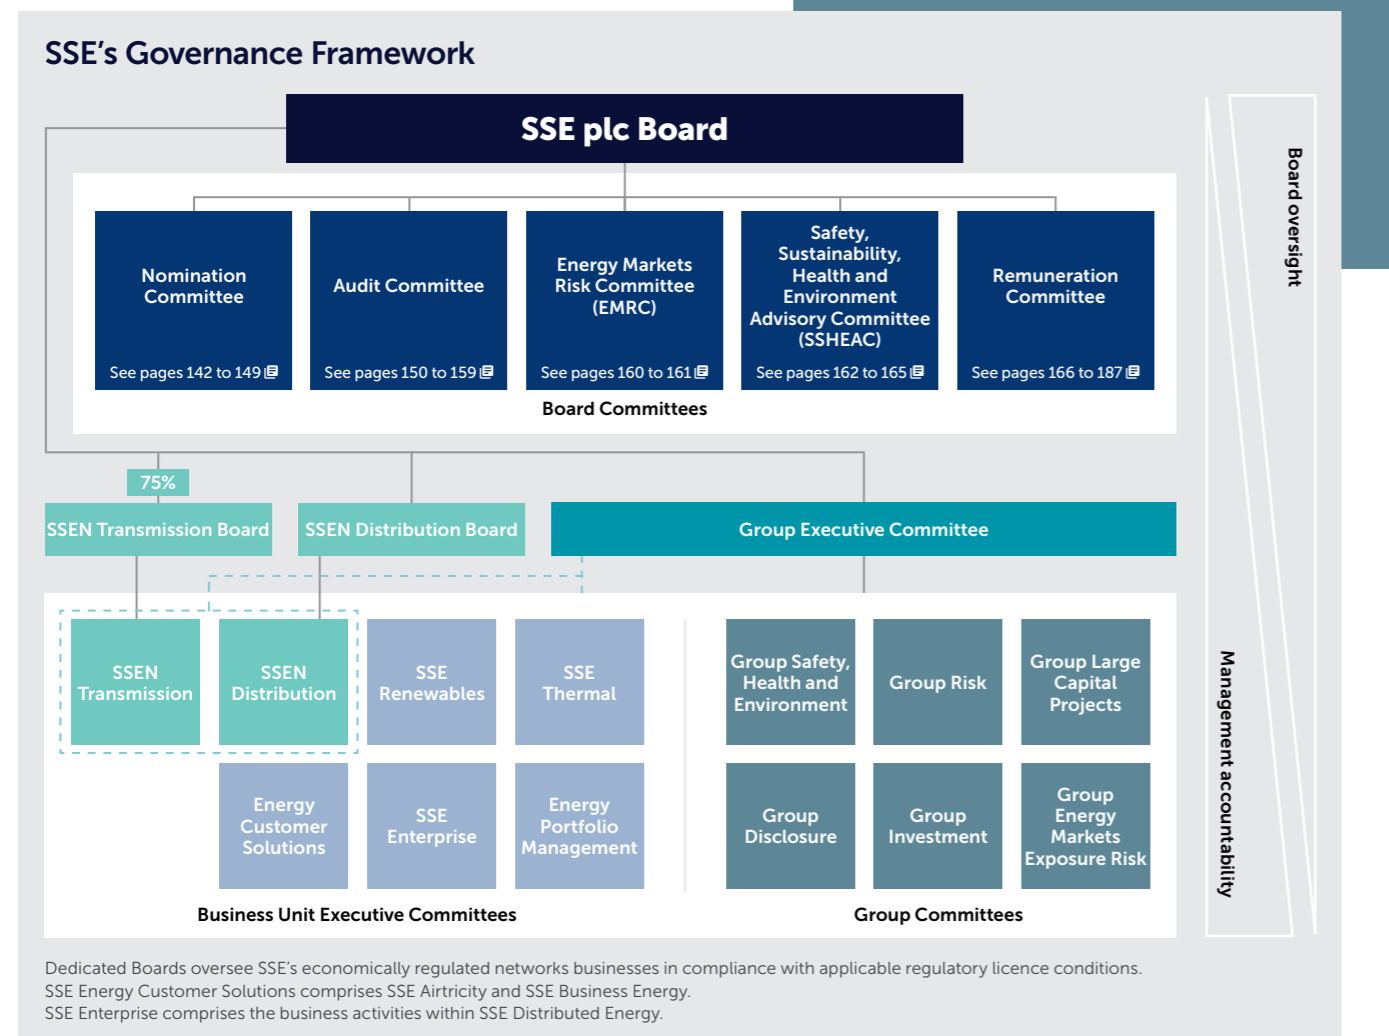 SSE's Governance Framework
SSE plc Board
Nomination
Committee
See pages 142 to 149
Audit Committee
See pages 150 to 159
Energy Markets
Risk Committee
(EMRC)
See pages 160 to 161
Safety,
Sustainability,
Health and
Environment
Advisory Committee
(SSHEAC)
See pages 162 to 165
Remuneration
Committee
See pages 166 to 187
Board Committees
Board oversight
75%
SSEN Transmission Board
SSEN Distribution Board
Group Executive Committee
SSEN
Transmission
SSEN
Distribution
SSE
Renewables
SSE
Thermal
Energy
Customer
Solutions
SSE
Enterprise
Energy
Portfolio
Management
Business Unit Executive Committees
Group Safety,
Health and
Environment
Group Risk
Group Large
Capital
Projects
Group
Disclosure
Group
Investment
Group
Energy
Markets
Exposure Risk
Group Committees
Management accountability
Dedicated Boards oversee SSE's economically regulated networks businesses in compliance with applicable regulatory licence conditions.
SSE Energy Customer Solutions comprises SSE Airtricity and SSE Business Energy.
SSE Enterprise comprises the business activities within SSE Distributed Energy.